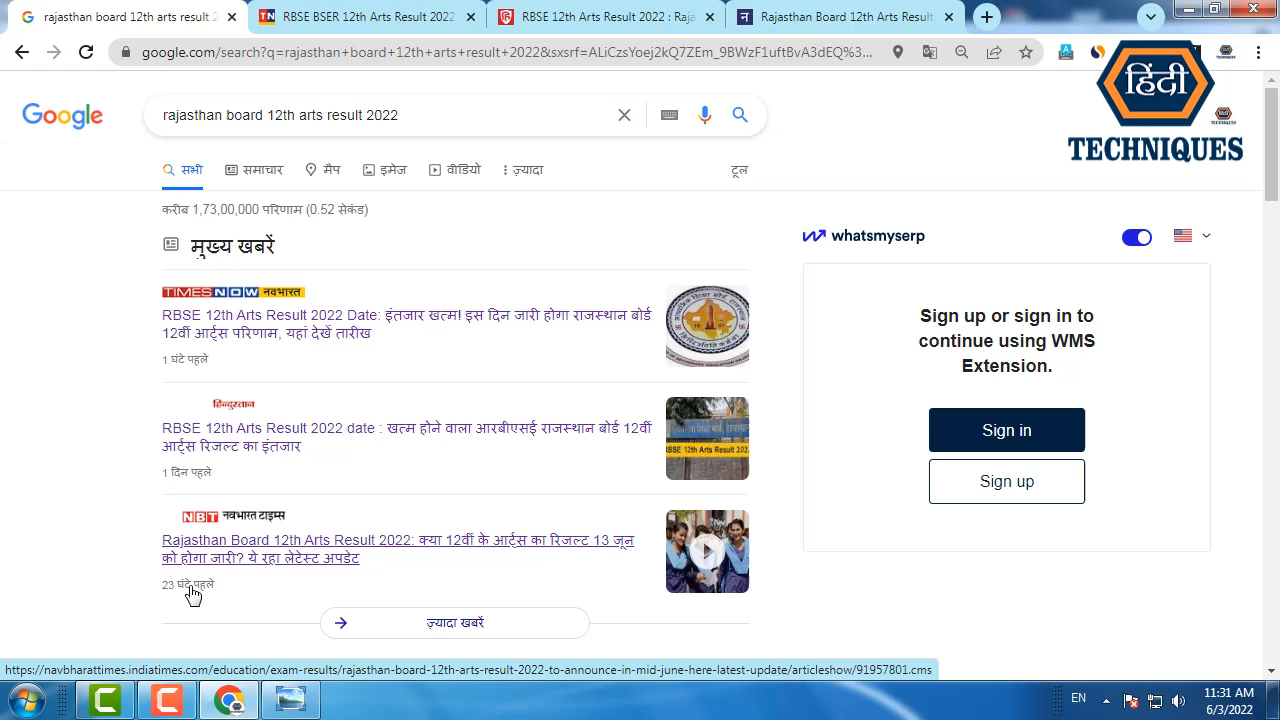 rajasthan board 12th arts result 2
RBSE BSER 12th Arts Result 2022
RBSE 12th Arts Result 2022 : Raja
Rajasthan Board 12th Arts Result
google.com/search?q=rajasthan+board+12th+arts+result+2022&sxsrf=ALiCzsYoej2kQ7ZEm_9BWzF1uftbvA3dEQ%3...
हिंदी
TECHNIQUES
Google
rajasthan board 12th arts result 2022
सभी
समाचार
मैप
इमेज
वीडियो
ज़्यादा
टूल
करीब 1,73,00,000 परिणाम (0.52 सेकंड)
मुख्य खबरें
TIMES NOW नवभारत
RBSE 12th Arts Result 2022 Date: इंतजार खत्म! इस दिन जारी होगा राजस्थान बोर्ड
12वीं आर्ट्स परिणाम, यहां देखें तारीख
1 घंटे पहले
हिन्दुस्तान
RBSE 12th Arts Result 2022 date : खत्म होने वाला आरबीएसई राजस्थान बोर्ड 12वीं
आर्ट्स रिजल्ट का इंतजार
1 दिन पहले
RBSE 12th Arts Result 202
NBT नवभारत टाइम्स
Rajasthan Board 12th Arts Result 2022: क्या 12वीं के आर्ट्स का रिजल्ट 13 जून
को होगा जारी? ये रहा लेटेस्ट अपडेट
23 घंटे पहले
ज़्यादा खबरें
whatsmyserp
Sign up or sign in to
continue using WMS
Extension.
Sign in
Sign up
https://navbharattimes.indiatimes.com/education/exam-results/rajasthan-board-12th-arts-result-2022-to-announce-in-mid-june-here-latest-update/articleshow/91957801.cms
EN
11:31 AM
6/3/2022